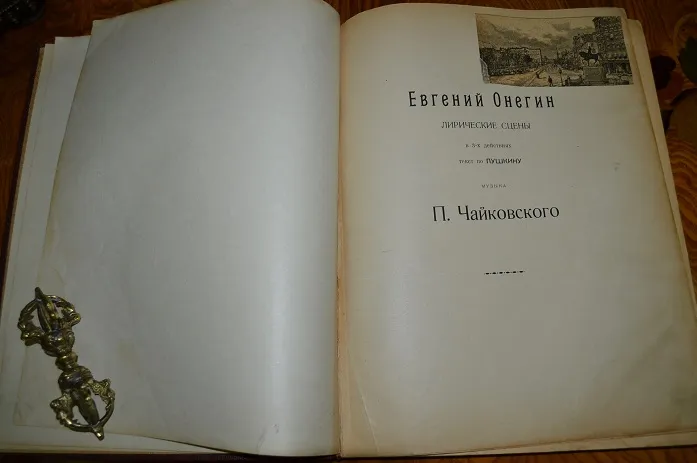 Евгений Онегин
ЛИРИЧЕСКИЕ СЦЕНЫ
в 3-х действиях
текст по ПУШКИНУ
МУЗЫКА
П. Чайковского